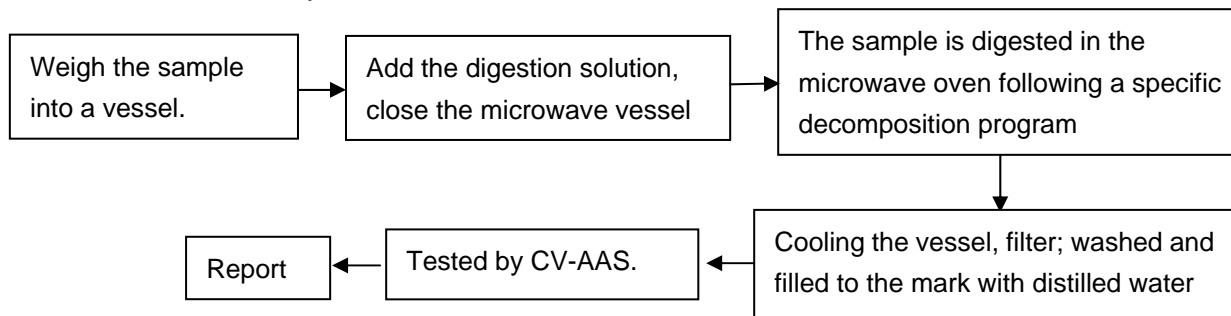 Weigh the sample
into a vessel.
Add the digestion solution,
close the microwave vessel
The sample is digested in the
microwave oven following a specific
decomposition program
Cooling the vessel, filter; washed and
filled to the mark with distilled water
Tested by CV-AAS.
Report